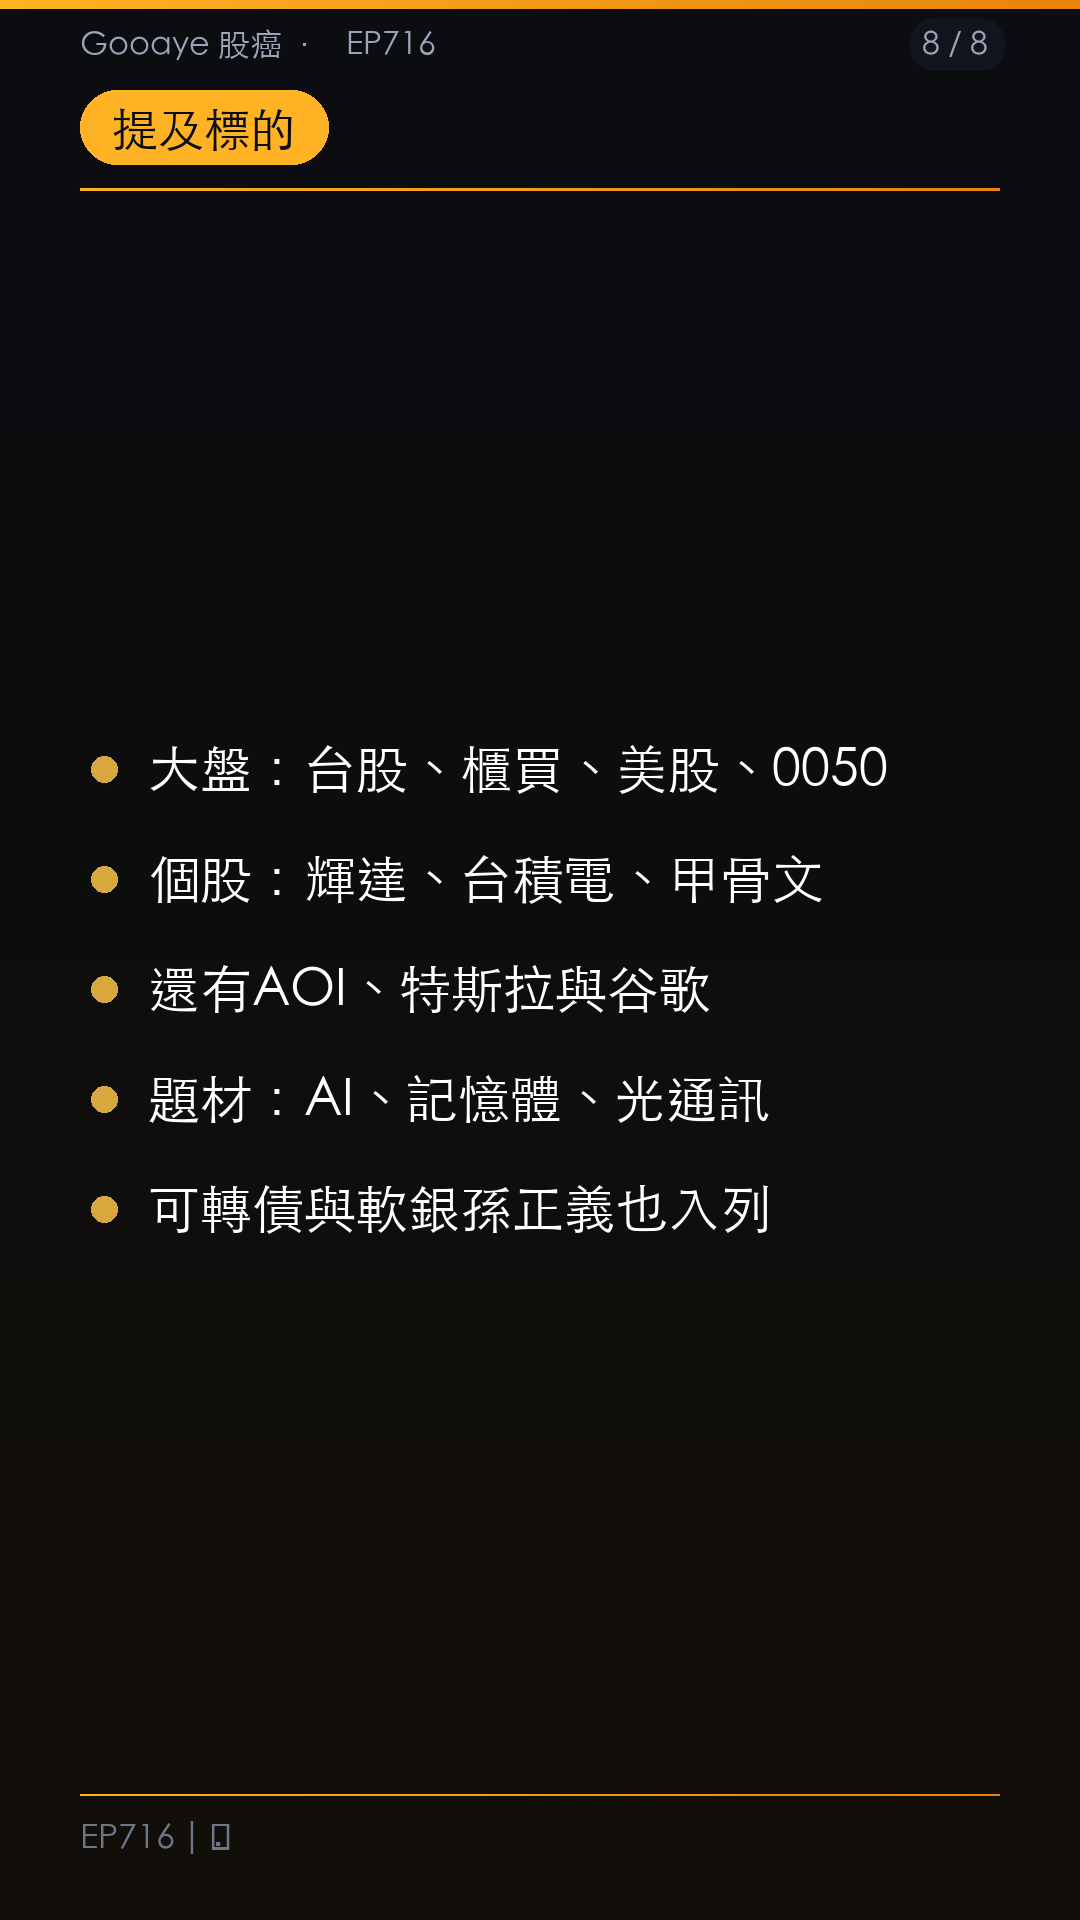 Gooaye 股癌 · EP716
8 / 8
提及標的
大盤：台股、櫃買、美股、0050
個股：輝達、台積電、甲骨文
還有AOI、特斯拉與谷歌
題材：AI、記憶體、光通訊
可轉債與軟銀孫正義也入列
EP716 |